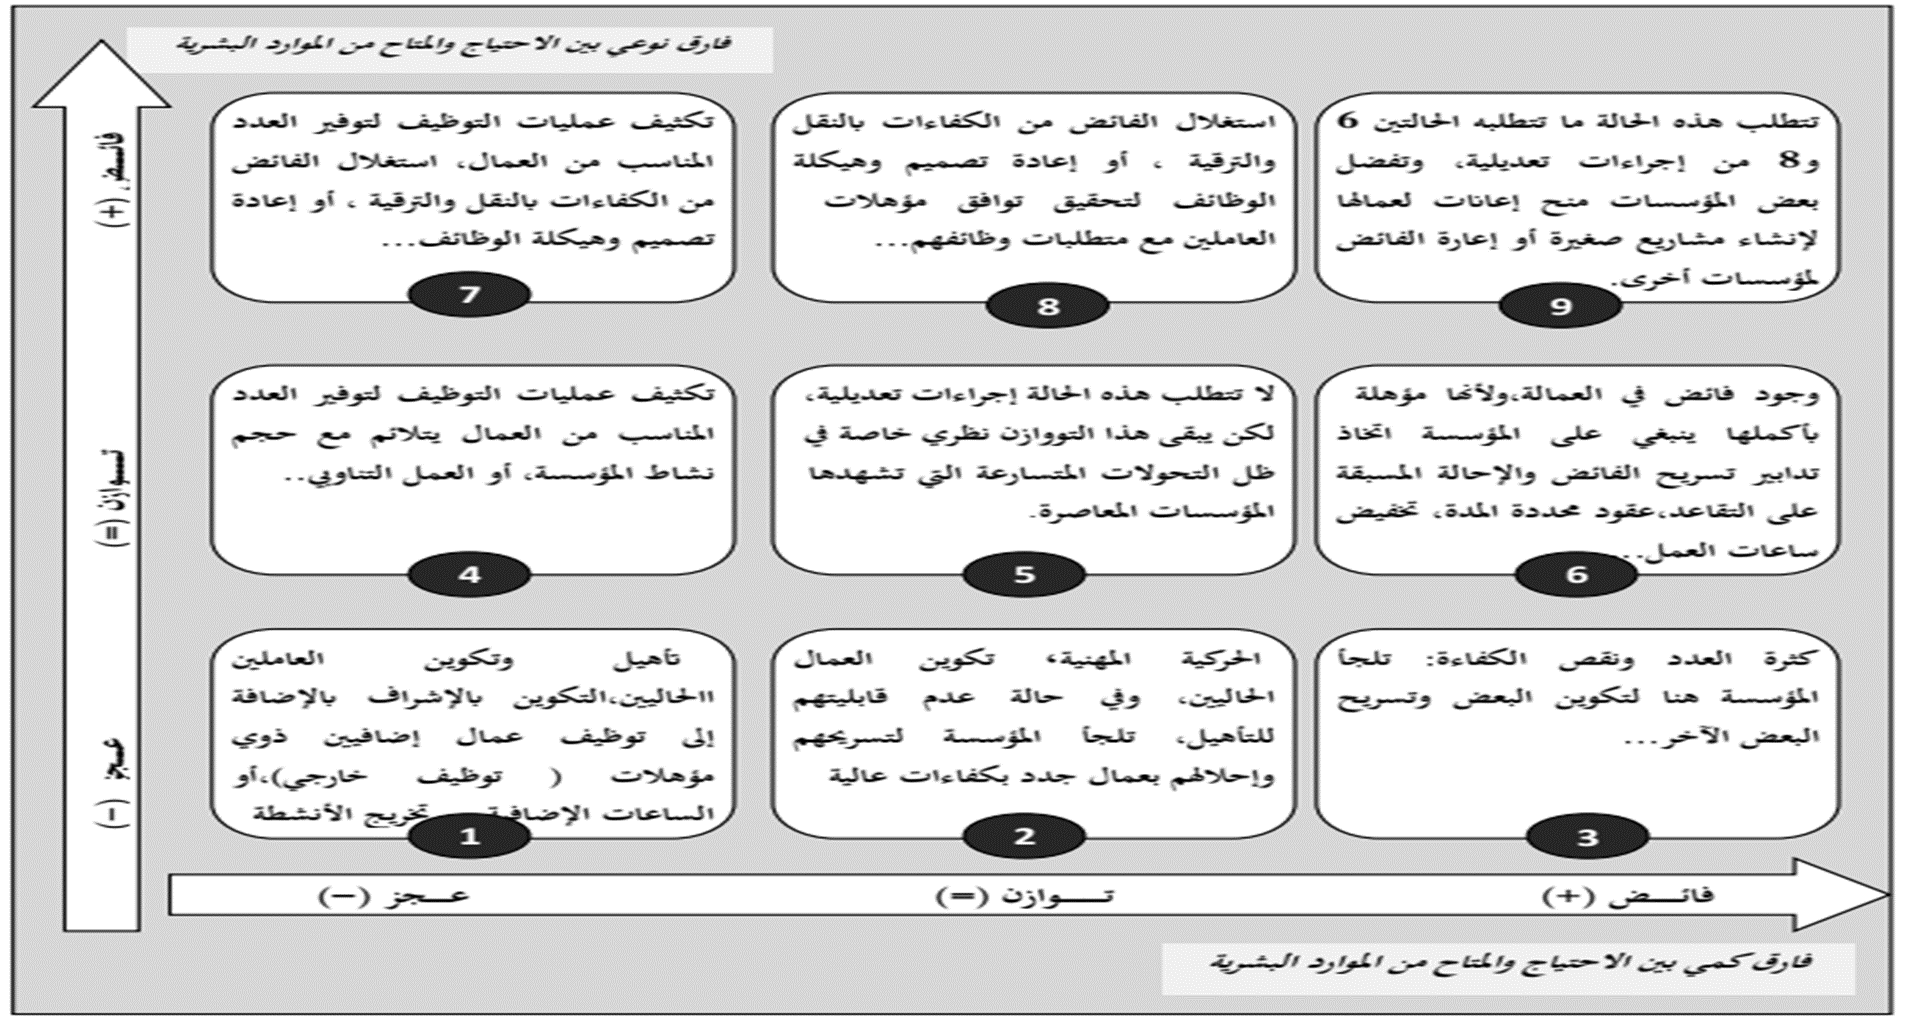 فارق نوعي بين الاحتياج والمتاح من الموارد البشرية
فائض (+)
تـــوازن (=)
عـجز (-)
تكثيف عمليات التوظيف لتوفير العدد
المناسب من العمال، استغلال الفائض
من الكفاءات بالنقل والترقية ، أو إعادة
تصميم وهيكلة الوظائف...
7
استغلال الفائض من الكفاءات بالنقل
والترقية ، أو إعادة تصميم وهيكلة
الوظائف لتحقيق توافق مؤهلات
العاملين مع متطلبات وظائفهم...
8
تتطلب هذه الحالة ما تتطلبه الحالتين 6
و8 من إجراءات تعديلية، وتفضل
بعض المؤسسات منح إعانات لعمالها
لإنشاء مشاريع صغيرة أو إعارة الفائض
لمؤسسات أخرى.
9
تكثيف عمليات التوظيف لتوفير العدد
المناسب من العمال يتلائم مع حجم
نشاط المؤسسة، أو العمل التناوبي..
4
لا تتطلب هذه الحالة إجراءات تعديلية،
لكن يبقى هذا التووازن نظري خاصة في
ظل التحولات المتسارعة التي تشهدها
المؤسسات المعاصرة.
5
وجود فائض في العمالة،ولأنها مؤهلة
بأكملها ينبغي على المؤسسة اتخاذ
تدابير تسريح الفائض والإحالة المسبقة
على التقاعد،عقود محددة المدة، تخفيض
ساعات العمل...
6
تأهيل وتكوين العاملين
االحاليين،التكوين بالإشراف بالإضافة
إلى توظيف عمال إضافيين ذوي
مؤهلات ( توظيف خارجي)،أو
الساعات الإضافية تخريج الأنشطة
1
الحركية المهنية، تكوين العمال
الحاليين، وفي حالة عدم قابليتهم
للتأهيل، تلجأ المؤسسة لتسريحهم
وإحلالهم بعمال جدد بكفاءات عالية
2
كثرة العدد ونقص الكفاءة: تلجأ
المؤسسة هنا لتكوين البعض وتسريح
البعض الآخر...
3
عـــجز (-)
تـــــوازن (=)
فائـــــض (+)
فارق كمي بين الاحتياج والمتاح من الموارد البشرية